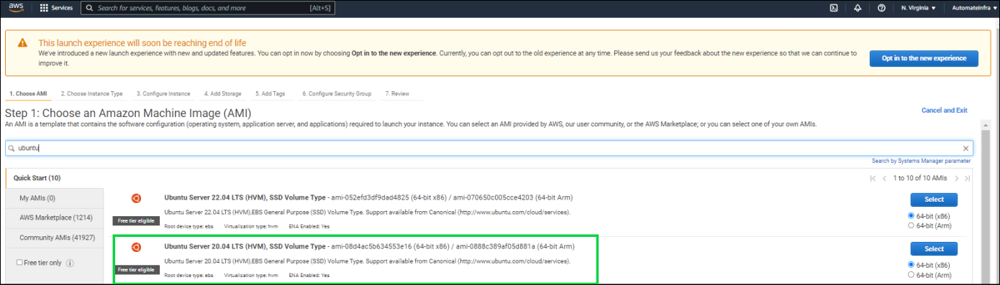 aws Services Search for services, features, blogs, docs, and more [Alt+S] N. Virginia AutomateInfra
This launch experience will soon be reaching end of life
We've introduced a new launch experience with new and updated features. You can opt in now by choosing Opt in to the new experience. Currently, you can opt out to the old experience at any time. Please send us your feedback about the new experience so that we can continue to
improve it.
Opt in to the new experience
1. Choose AMI 2. Choose Instance Type 3. Configure Instance 4. Add Storage 5. Add Tags 6. Configure Security Group 7. Review
Step 1: Choose an Amazon Machine Image (AMI)
Cancel and Exit
An AMI is a template that contains the software configuration (operating system, application server, and applications) required to launch your instance. You can select an AMI provided by AWS, our user community, or the AWS Marketplace; or you can select one of your own AMIs.
ubuntu
Search by Systems Manager parameter
Quick Start (10)
1 to 10 of 10 AMIs
My AMIs (0)
AWS Marketplace (1214)
Community AMIs (41927)
Free tier only
Ubuntu Server 22.04 LTS (HVM), SSD Volume Type - ami-052efd3df9dad4825 (64-bit x86) / ami-070650c005cce4203 (64-bit Arm)
Free tier eligible
Ubuntu Server 22.04 LTS (HVM),EBS General Purpose (SSD) Volume Type. Support available from Canonical (http://www.ubuntu.com/cloud/services).
Root device type: ebs Virtualization type: hvm ENA Enabled: Yes
Select
64-bit (x86)
64-bit (Arm)
Ubuntu Server 20.04 LTS (HVM), SSD Volume Type - ami-08d4ac5b634553e16 (64-bit x86) / ami-0888c389af05d881a (64-bit Arm)
Free tier eligible
Ubuntu Server 20.04 LTS (HVM),EBS General Purpose (SSD) Volume Type. Support available from Canonical (http://www.ubuntu.com/cloud/services).
Root device type: ebs Virtualization type: hvm ENA Enabled: Yes
Select
64-bit (x86)
64-bit (Arm)